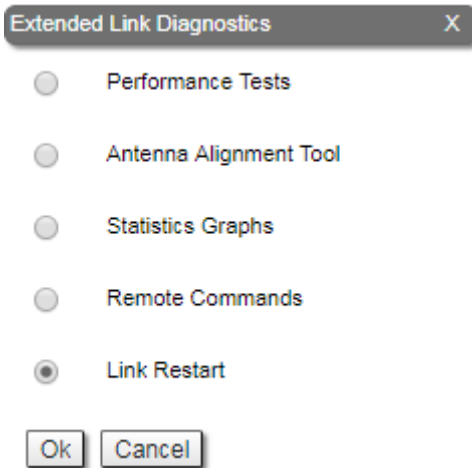 Extended Link Diagnostics X
Performance Tests
Antenna Alignment Tool
Statistics Graphs
Remote Commands
Link Restart
Ok Cancel